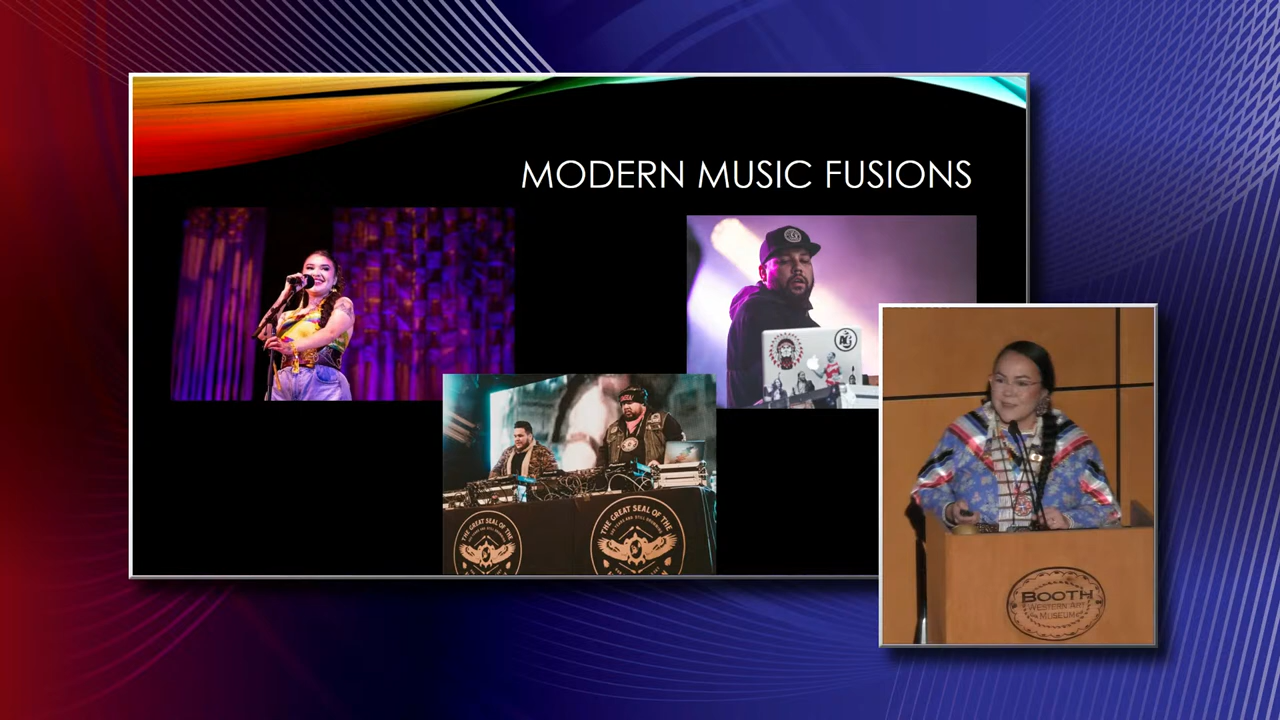 MODERN MUSIC FUSIONS
THE GREAT SEAL OF THE
THE GREAT SEAL OF THE
BOOTH
WESTERN ART
MUSEUM